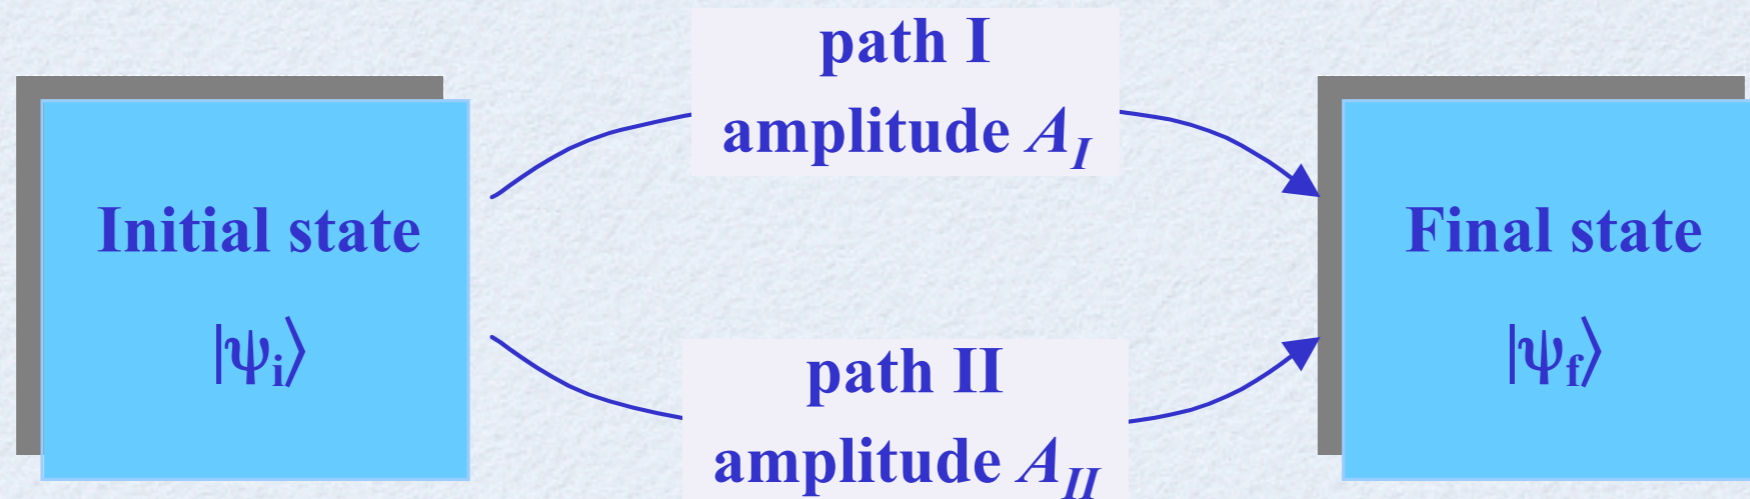 path I
amplitude A_I
Initial state
|ψ_i⟩
Final state
|ψ_f⟩
path II
amplitude A_II